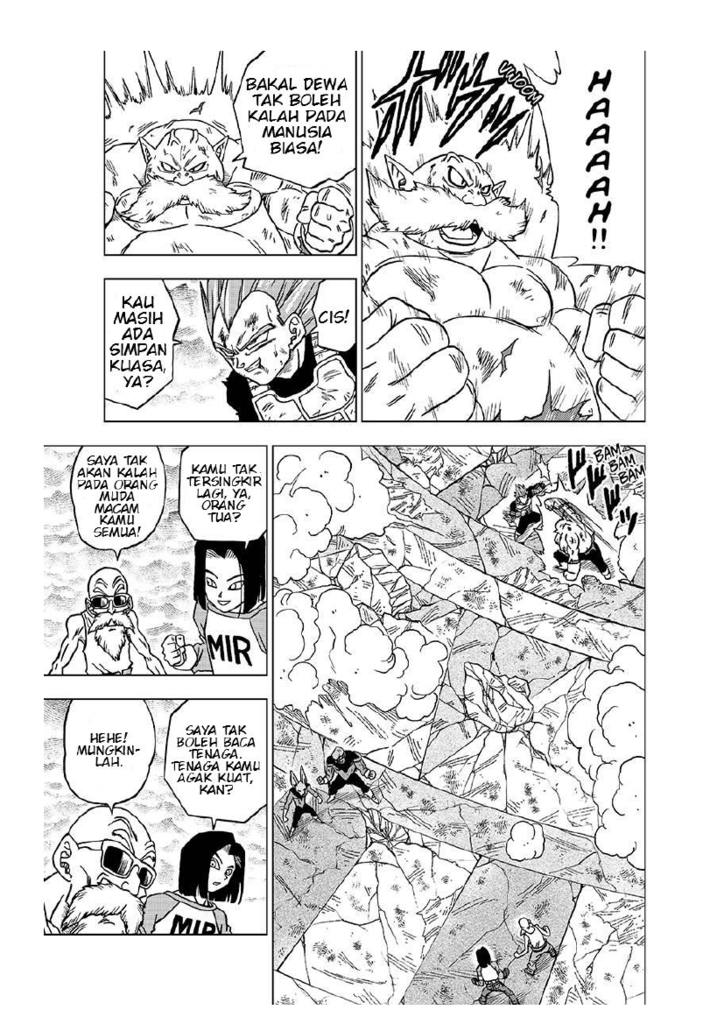 HAAAAH!!
VWOOM
BAKAL DEWA
TAK BOLEH
KALAH PADA
MANUSIA
BIASA!
CIS!
KAU
MASIH
ADA
SIMPAN
KUASA,
YA?
BAM
BAM
BAM
KAMU TAK
TERSINGKIR
LAGI, YA,
ORANG
TUA?
SAYA TAK
AKAN KALAH
PADA ORANG
MUDA
MACAM
KAMU
SEMUA!
MIR
SAYA TAK
BOLEH BACA
TENAGA.
TENAGA KAMU
AGAK KUAT,
KAN?
HEHE!
MUNGKIN-
LAH.
MIR